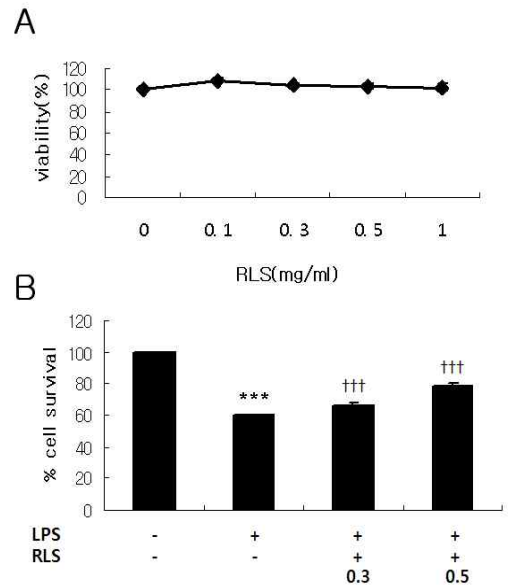 A
120
100
80
60
40
20
0
viability(%)
0 0.1 0.3 0.5 1
RLS(mg/ml)
B
120
100
80
60
40
20
0
% cell survival
***
†††
†††
LPS - + + +
RLS - - + +
0.3 0.5